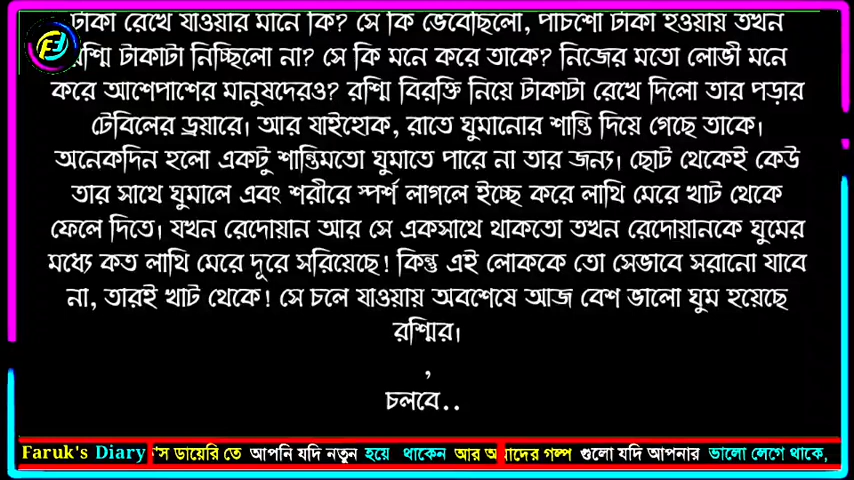 টাকা রেখে যাওয়ার মানে কি? সে কি ভেবেছিলো, পাঁচশো টাকা হওয়ায় তখন
রশ্মি টাকাটা নিচ্ছিলো না? সে কি মনে করে তাকে? নিজের মতো লোভী মনে
করে আশেপাশের মানুষদেরও? রশ্মি বিরক্তি নিয়ে টাকাটা রেখে দিলো তার পড়ার
টেবিলের ড্রয়ারে। আর যাইহোক, রাতে ঘুমানোর শান্তি দিয়ে গেছে তাকে।
অনেকদিন হলো একটু শান্তিমতো ঘুমাতে পারে না তার জন্য। ছোট থেকেই কেউ
তার সাথে ঘুমালে এবং শরীরে স্পর্শ লাগলে ইচ্ছে করে লাথি মেরে খাট থেকে
ফেলে দিতে। যখন রেদোয়ান আর সে একসাথে থাকতো তখন রেদোয়ানকে ঘুমের
মধ্যে কত লাথি মেরে দূরে সরিয়েছে! কিন্তু এই লোককে তো সেভাবে সরানো যাবে
না, তারই খাট থেকে! সে চলে যাওয়ায় অবশেষে আজ বেশ ভালো ঘুম হয়েছে
রশ্মির।
,
চলবে..
Faruk's Diary 's ডায়েরি তে আপনি যদি নতুন হয়ে থাকেন আর আমাদের গল্প গুলো যদি আপনার ভালো লেগে থাকে,